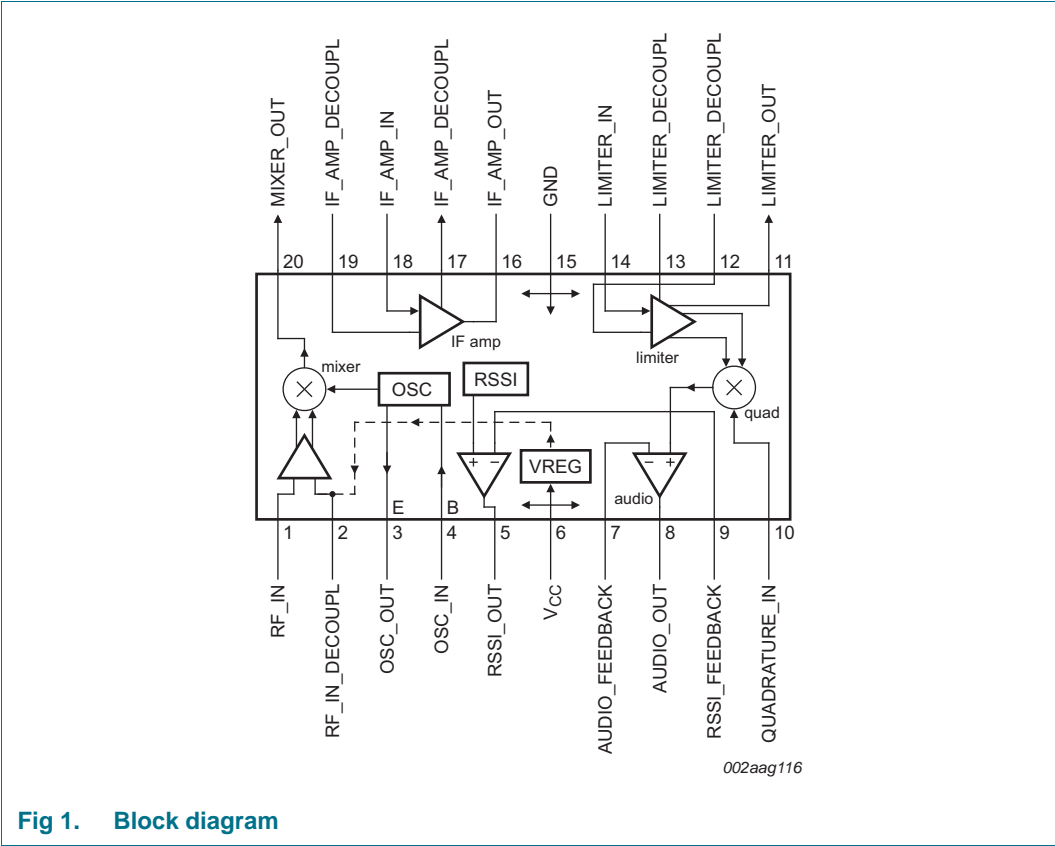 MIXER_OUT
IF_AMP_DECOUPL
IF_AMP_IN
IF_AMP_DECOUPL
IF_AMP_OUT
GND
LIMITER_IN
LIMITER_DECOUPL
LIMITER_DECOUPL
LIMITER_OUT
20 19 18 17 16 15 14 13 12 11
IF amp
limiter
mixer
OSC
RSSI
quad
+ −
VREG
− +
audio
E B
1 2 3 4 5 6 7 8 9 10
RF_IN
RF_IN_DECOUPL
OSC_OUT
OSC_IN
RSSI_OUT
VCC
AUDIO_FEEDBACK
AUDIO_OUT
RSSI_FEEDBACK
QUADRATURE_IN
002aag116
Fig 1. Block diagram